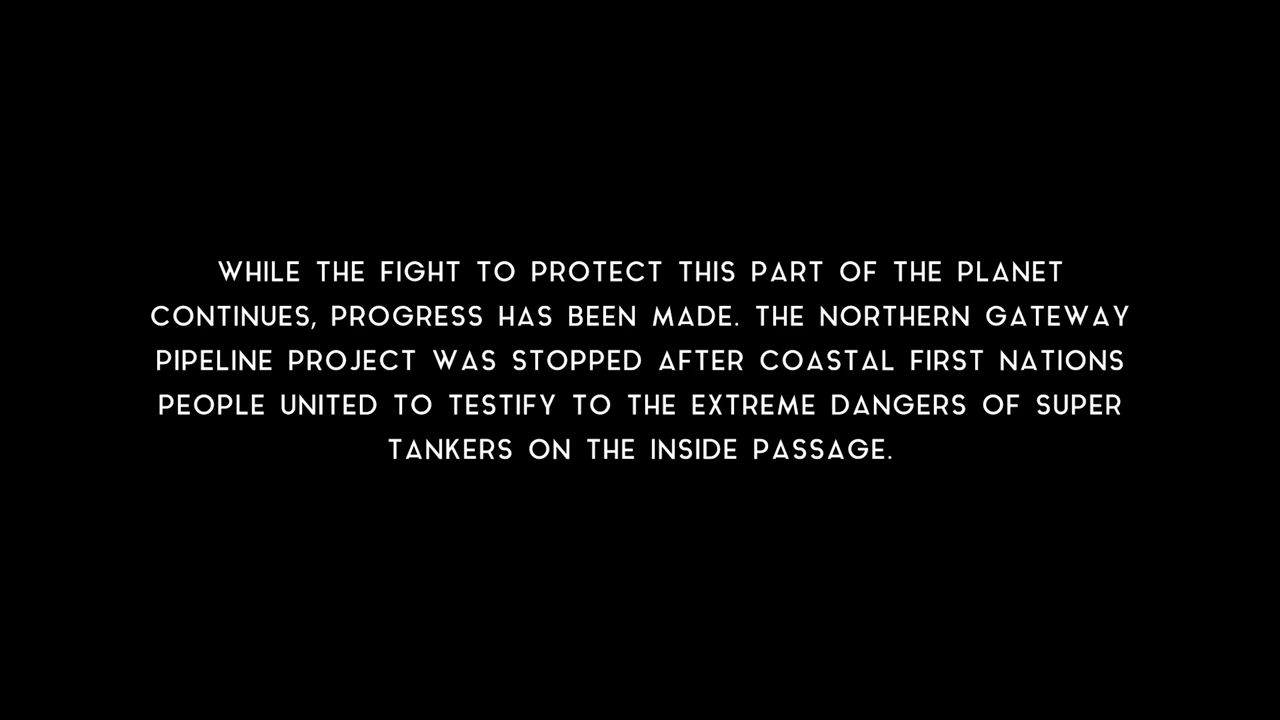 WHILE THE FIGHT TO PROTECT THIS PART OF THE PLANET
CONTINUES, PROGRESS HAS BEEN MADE. THE NORTHERN GATEWAY
PIPELINE PROJECT WAS STOPPED AFTER COASTAL FIRST NATIONS
PEOPLE UNITED TO TESTIFY TO THE EXTREME DANGERS OF SUPER
TANKERS ON THE INSIDE PASSAGE.